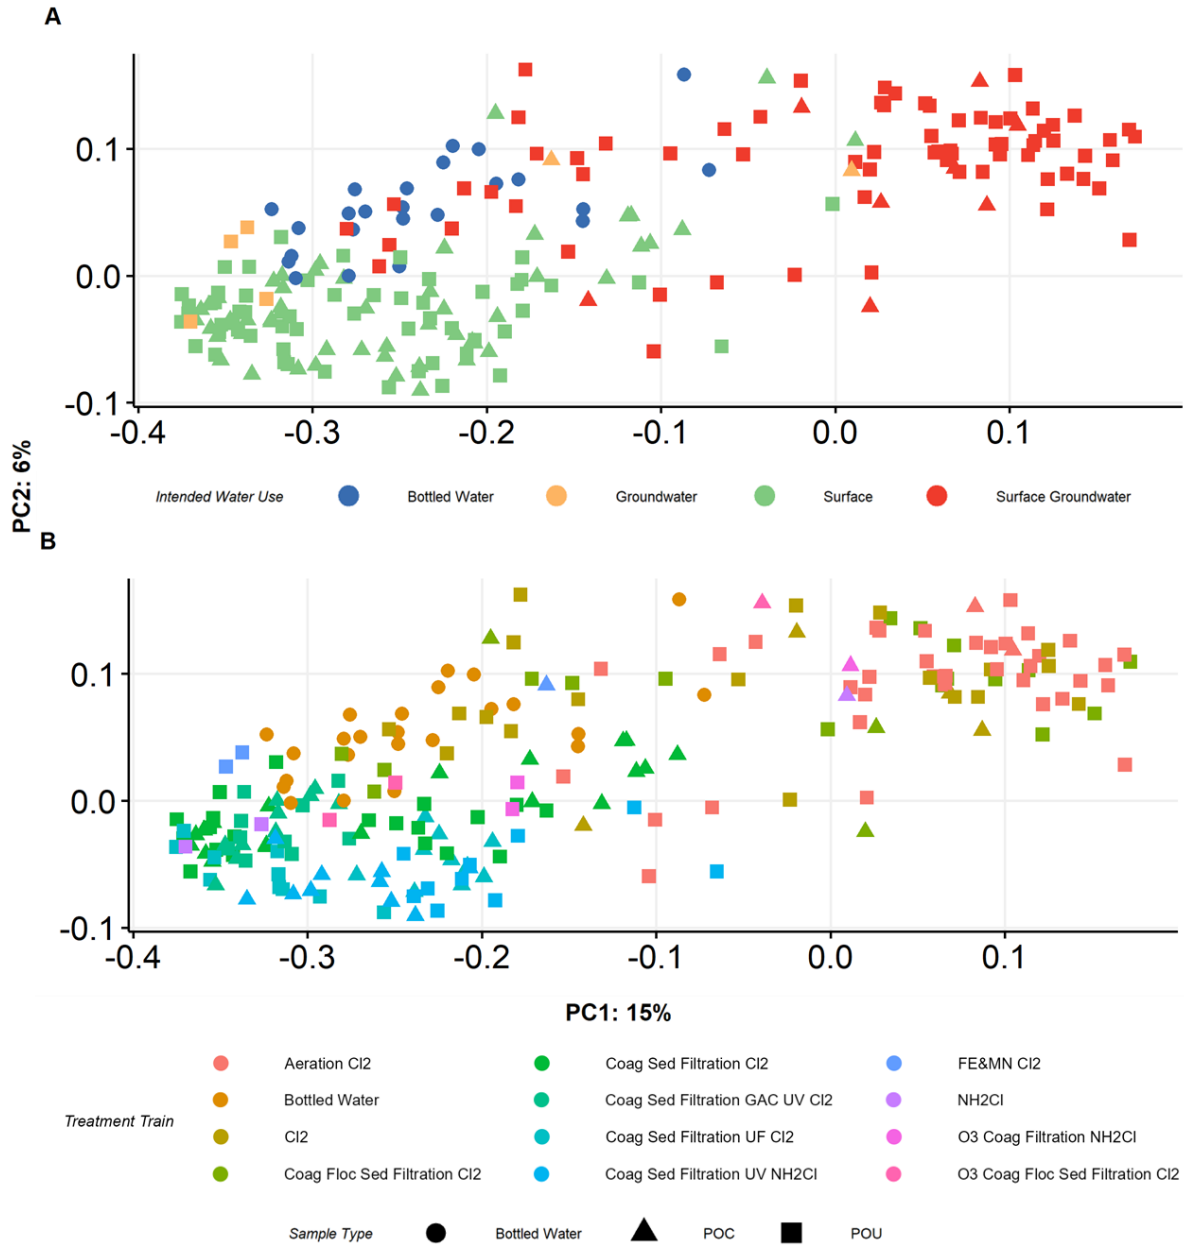 A
0.1
0.0
-0.1
-0.4 -0.3 -0.2 -0.1 0.0 0.1
PC2: 6%
Intended Water Use Bottled Water Groundwater Surface Surface Groundwater
B
0.1
0.0
-0.1
-0.4 -0.3 -0.2 -0.1 0.0 0.1
PC1: 15%
Aeration Cl2 Coag Sed Filtration Cl2 FE&MN Cl2
Bottled Water Coag Sed Filtration GAC UV Cl2 NH2Cl
Treatment Train
Cl2 Coag Sed Filtration UF Cl2 O3 Coag Filtration NH2Cl
Coag Floc Sed Filtration Cl2 Coag Sed Filtration UV NH2Cl O3 Coag Floc Sed Filtration Cl2
Sample Type Bottled Water POC POU